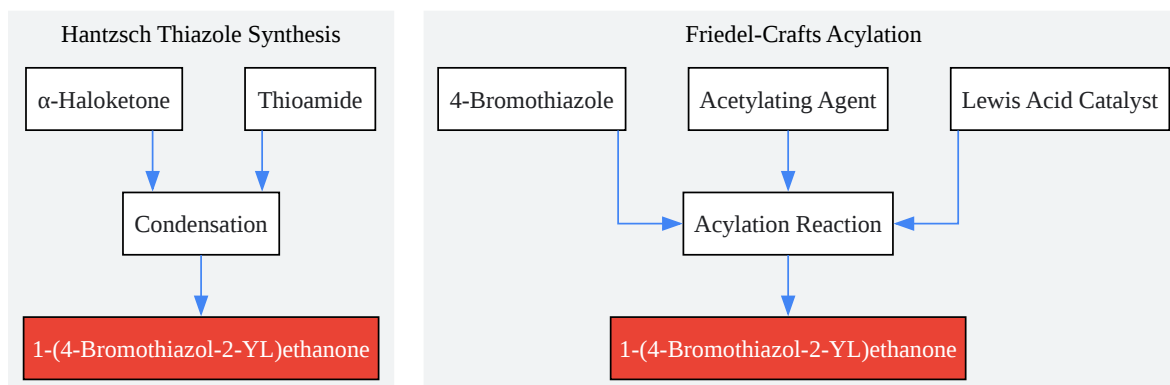 Hantzsch Thiazole Synthesis
α-Haloketone
Thioamide
Condensation
1-(4-Bromothiazol-2-YL)ethanone
Friedel-Crafts Acylation
4-Bromothiazole
Acetylating Agent
Lewis Acid Catalyst
Acylation Reaction
1-(4-Bromothiazol-2-YL)ethanone